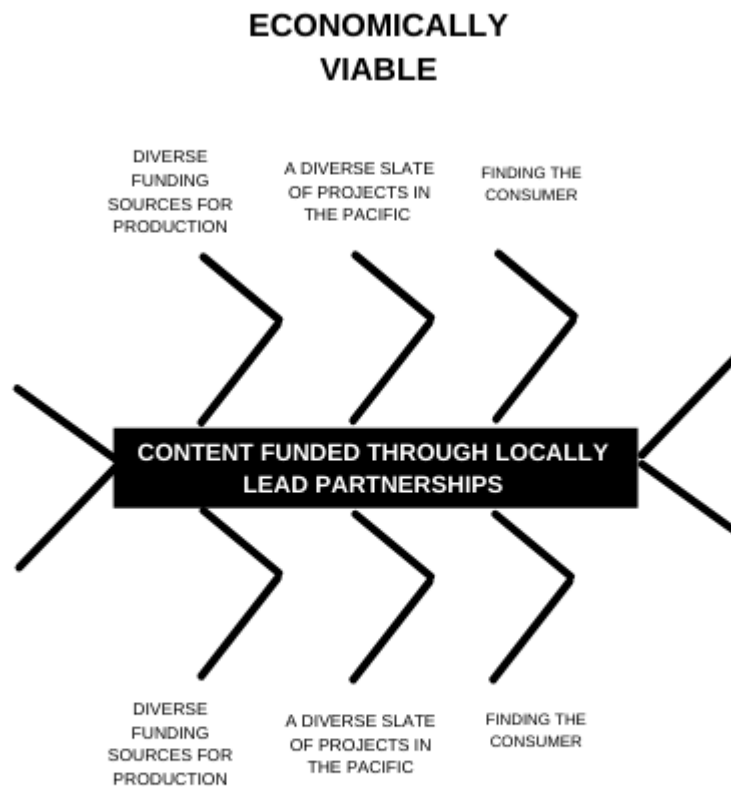 ECONOMICALLY
VIABLE
DIVERSE
FUNDING
SOURCES FOR
PRODUCTION
A DIVERSE SLATE
OF PROJECTS IN
THE PACIFIC
FINDING THE
CONSUMER
CONTENT FUNDED THROUGH LOCALLY
LEAD PARTNERSHIPS
DIVERSE
FUNDING
SOURCES FOR
PRODUCTION
A DIVERSE SLATE
OF PROJECTS IN
THE PACIFIC
FINDING THE
CONSUMER